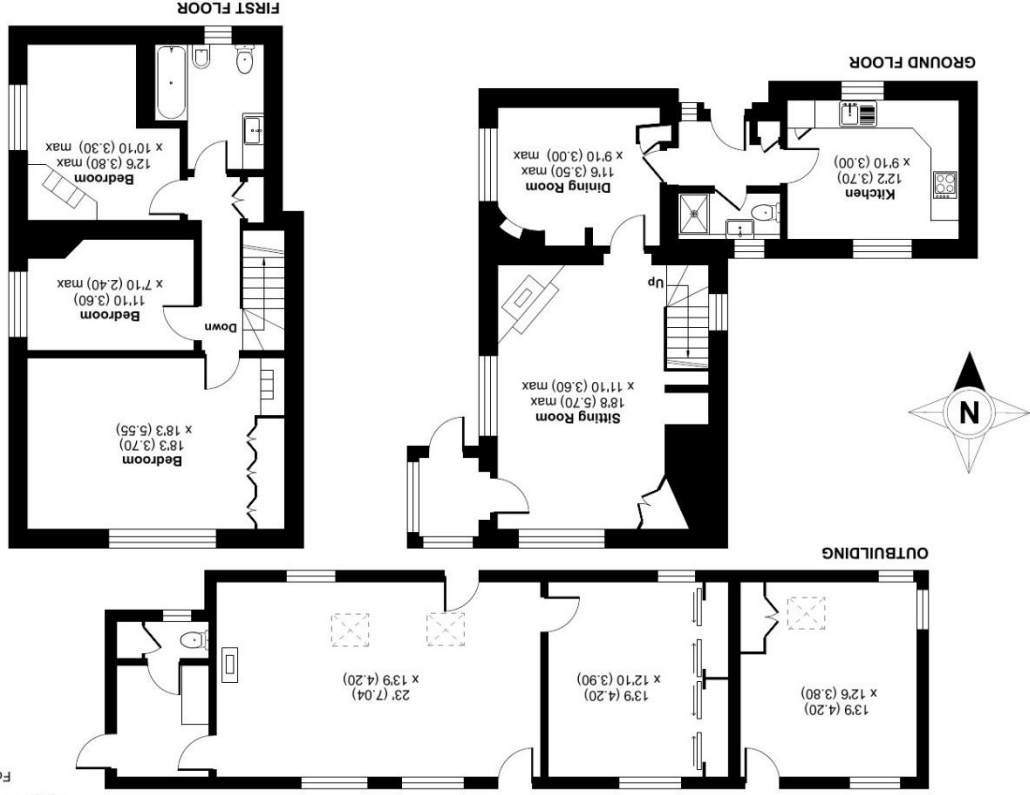 13'9 (4.20)
x 12'6 (3.80)
13'9 (4.20)
x 12'10 (3.90)
23' (7.04)
x 13'9 (4.20)
OUTBUILDING
N
Sitting Room
18'8 (5.70) max
x 11'10 (3.60) max
Up
Kitchen
12'2 (3.70)
x 9'10 (3.00)
Dining Room
11'6 (3.50) max
x 9'10 (3.00) max
GROUND FLOOR
Bedroom
18'3 (3.70)
x 18'3 (5.55)
Down
Bedroom
11'10 (3.60)
x 7'10 (2.40) max
Bedroom
12'6 (3.80) max
x 10'10 (3.30) max
FIRST FLOOR